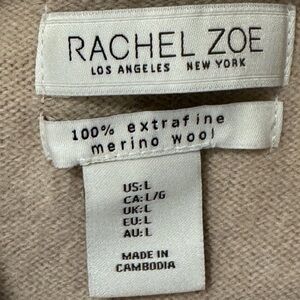 RACHEL ZOE
LOS ANGELES NEW YORK
100% extrafine
merino wool
US: L
CA: L/G
UK: L
EU: L
AU: L
MADE IN
CAMBODIA